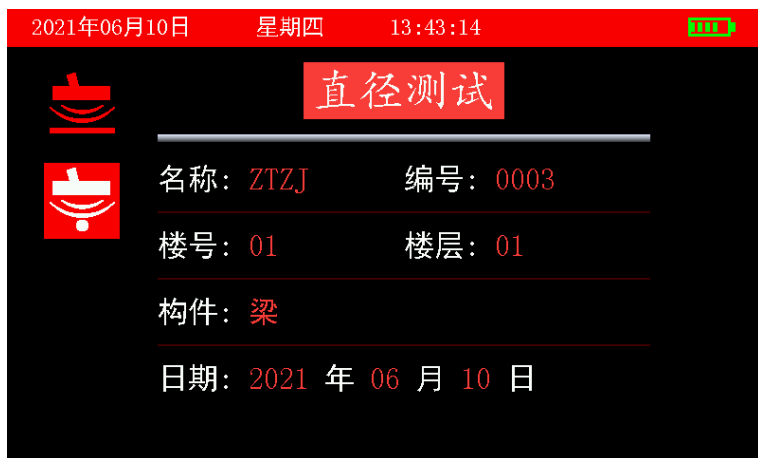 2021年06月10日 星期四 13:43:14
直径测试
名称: ZTZJ 编号: 0003
楼号: 01 楼层: 01
构件: 梁
日期: 2021 年 06 月 10 日